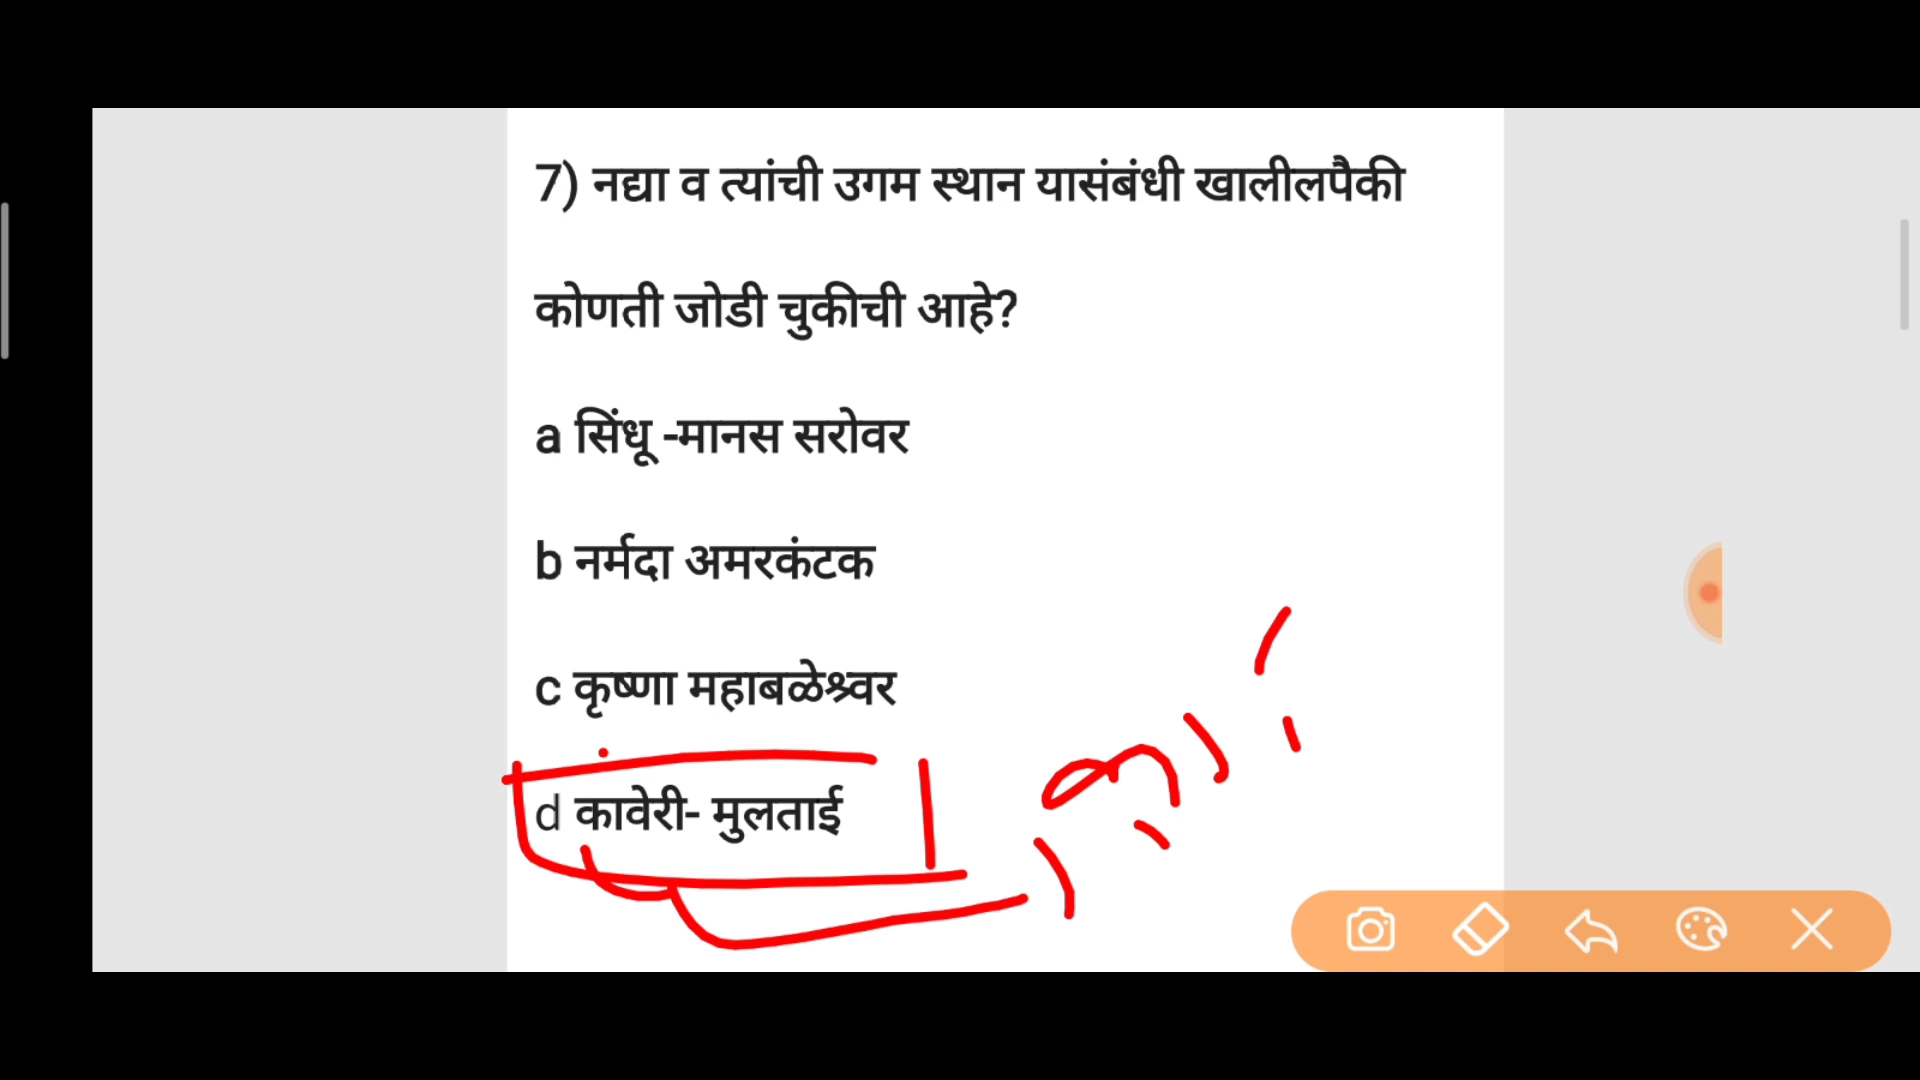 7) नद्या व त्यांची उगम स्थान यासंबंधी खालीलपैकी
कोणती जोडी चुकीची आहे?
a सिंधू -मानस सरोवर
b नर्मदा अमरकंटक
c कृष्णा महाबळेश्र्वर
d कावेरी- मुलताई